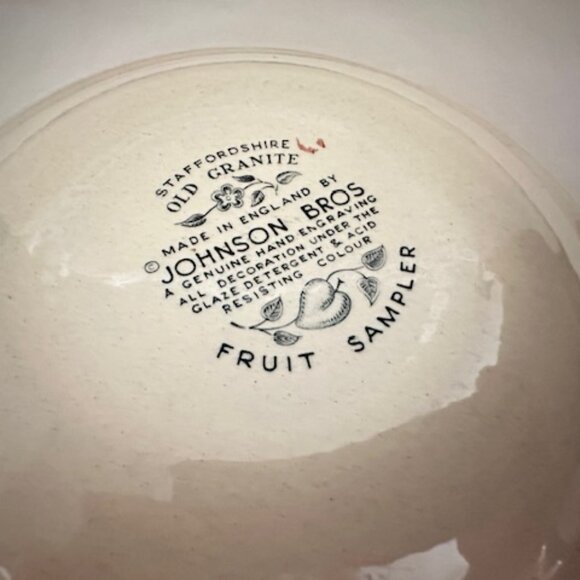 STAFFORDSHIRE
OLD GRANITE
MADE IN ENGLAND BY
© JOHNSON BROS
A GENUINE HAND ENGRAVING
ALL DECORATION UNDER THE
GLAZE DETERGENT & ACID
RESISTING COLOUR
FRUIT SAMPLER